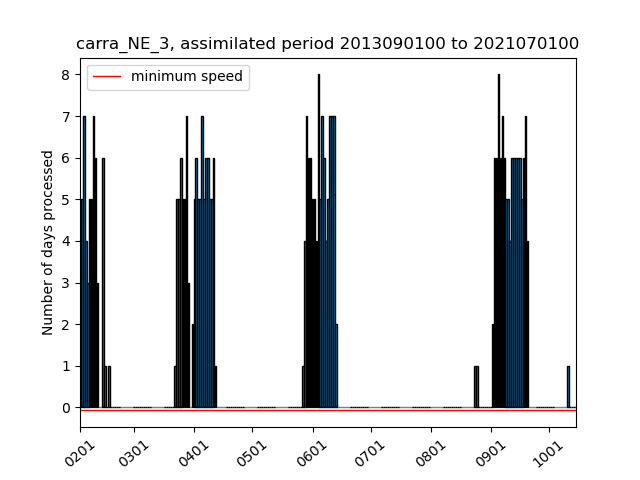 carra_NE_3, assimilated period 2013090100 to 2021070100
minimum speed
Number of days processed
8
7
6
5
4
3
2
1
0
0201 0301 0401 0501 0601 0701 0801 0901 1001